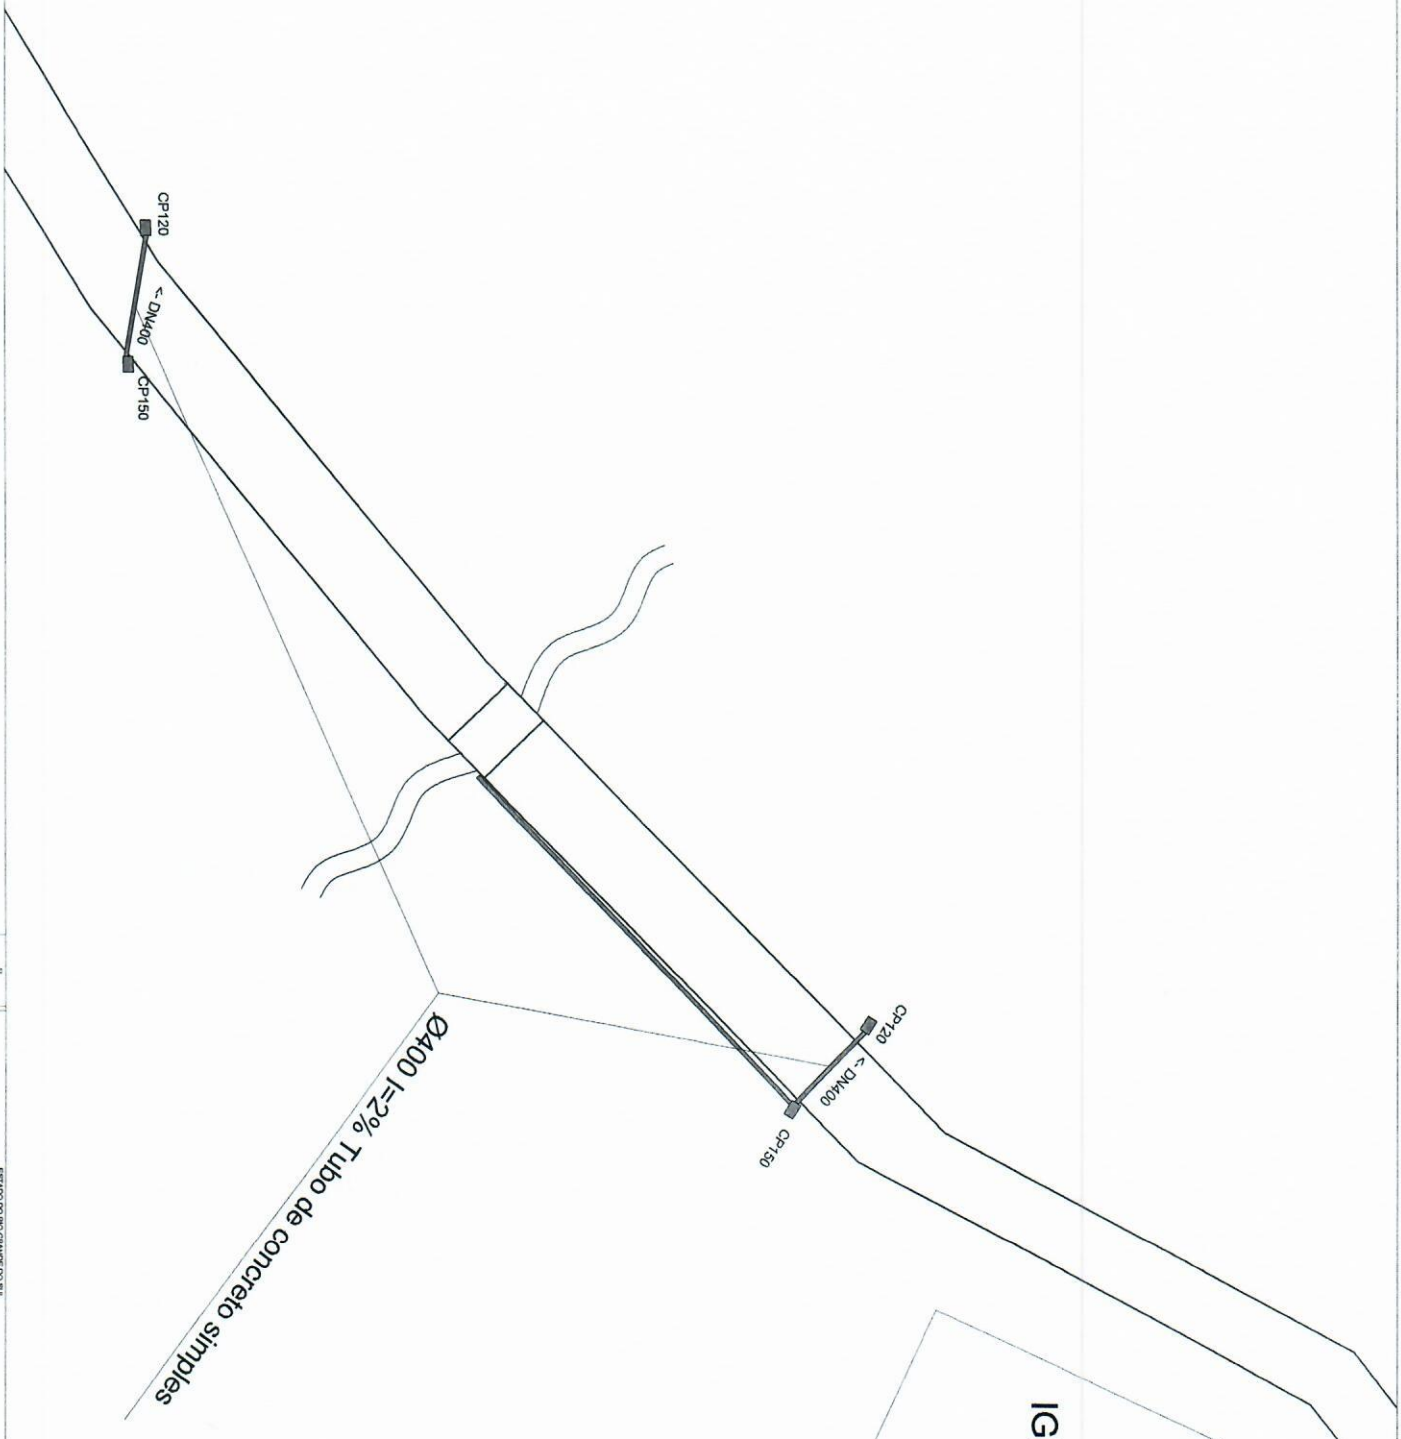 CP120
<- DN400
CP150
CP120
<- DN400
CP150
Ø400 I=2% Tubo de concreto simples
IG